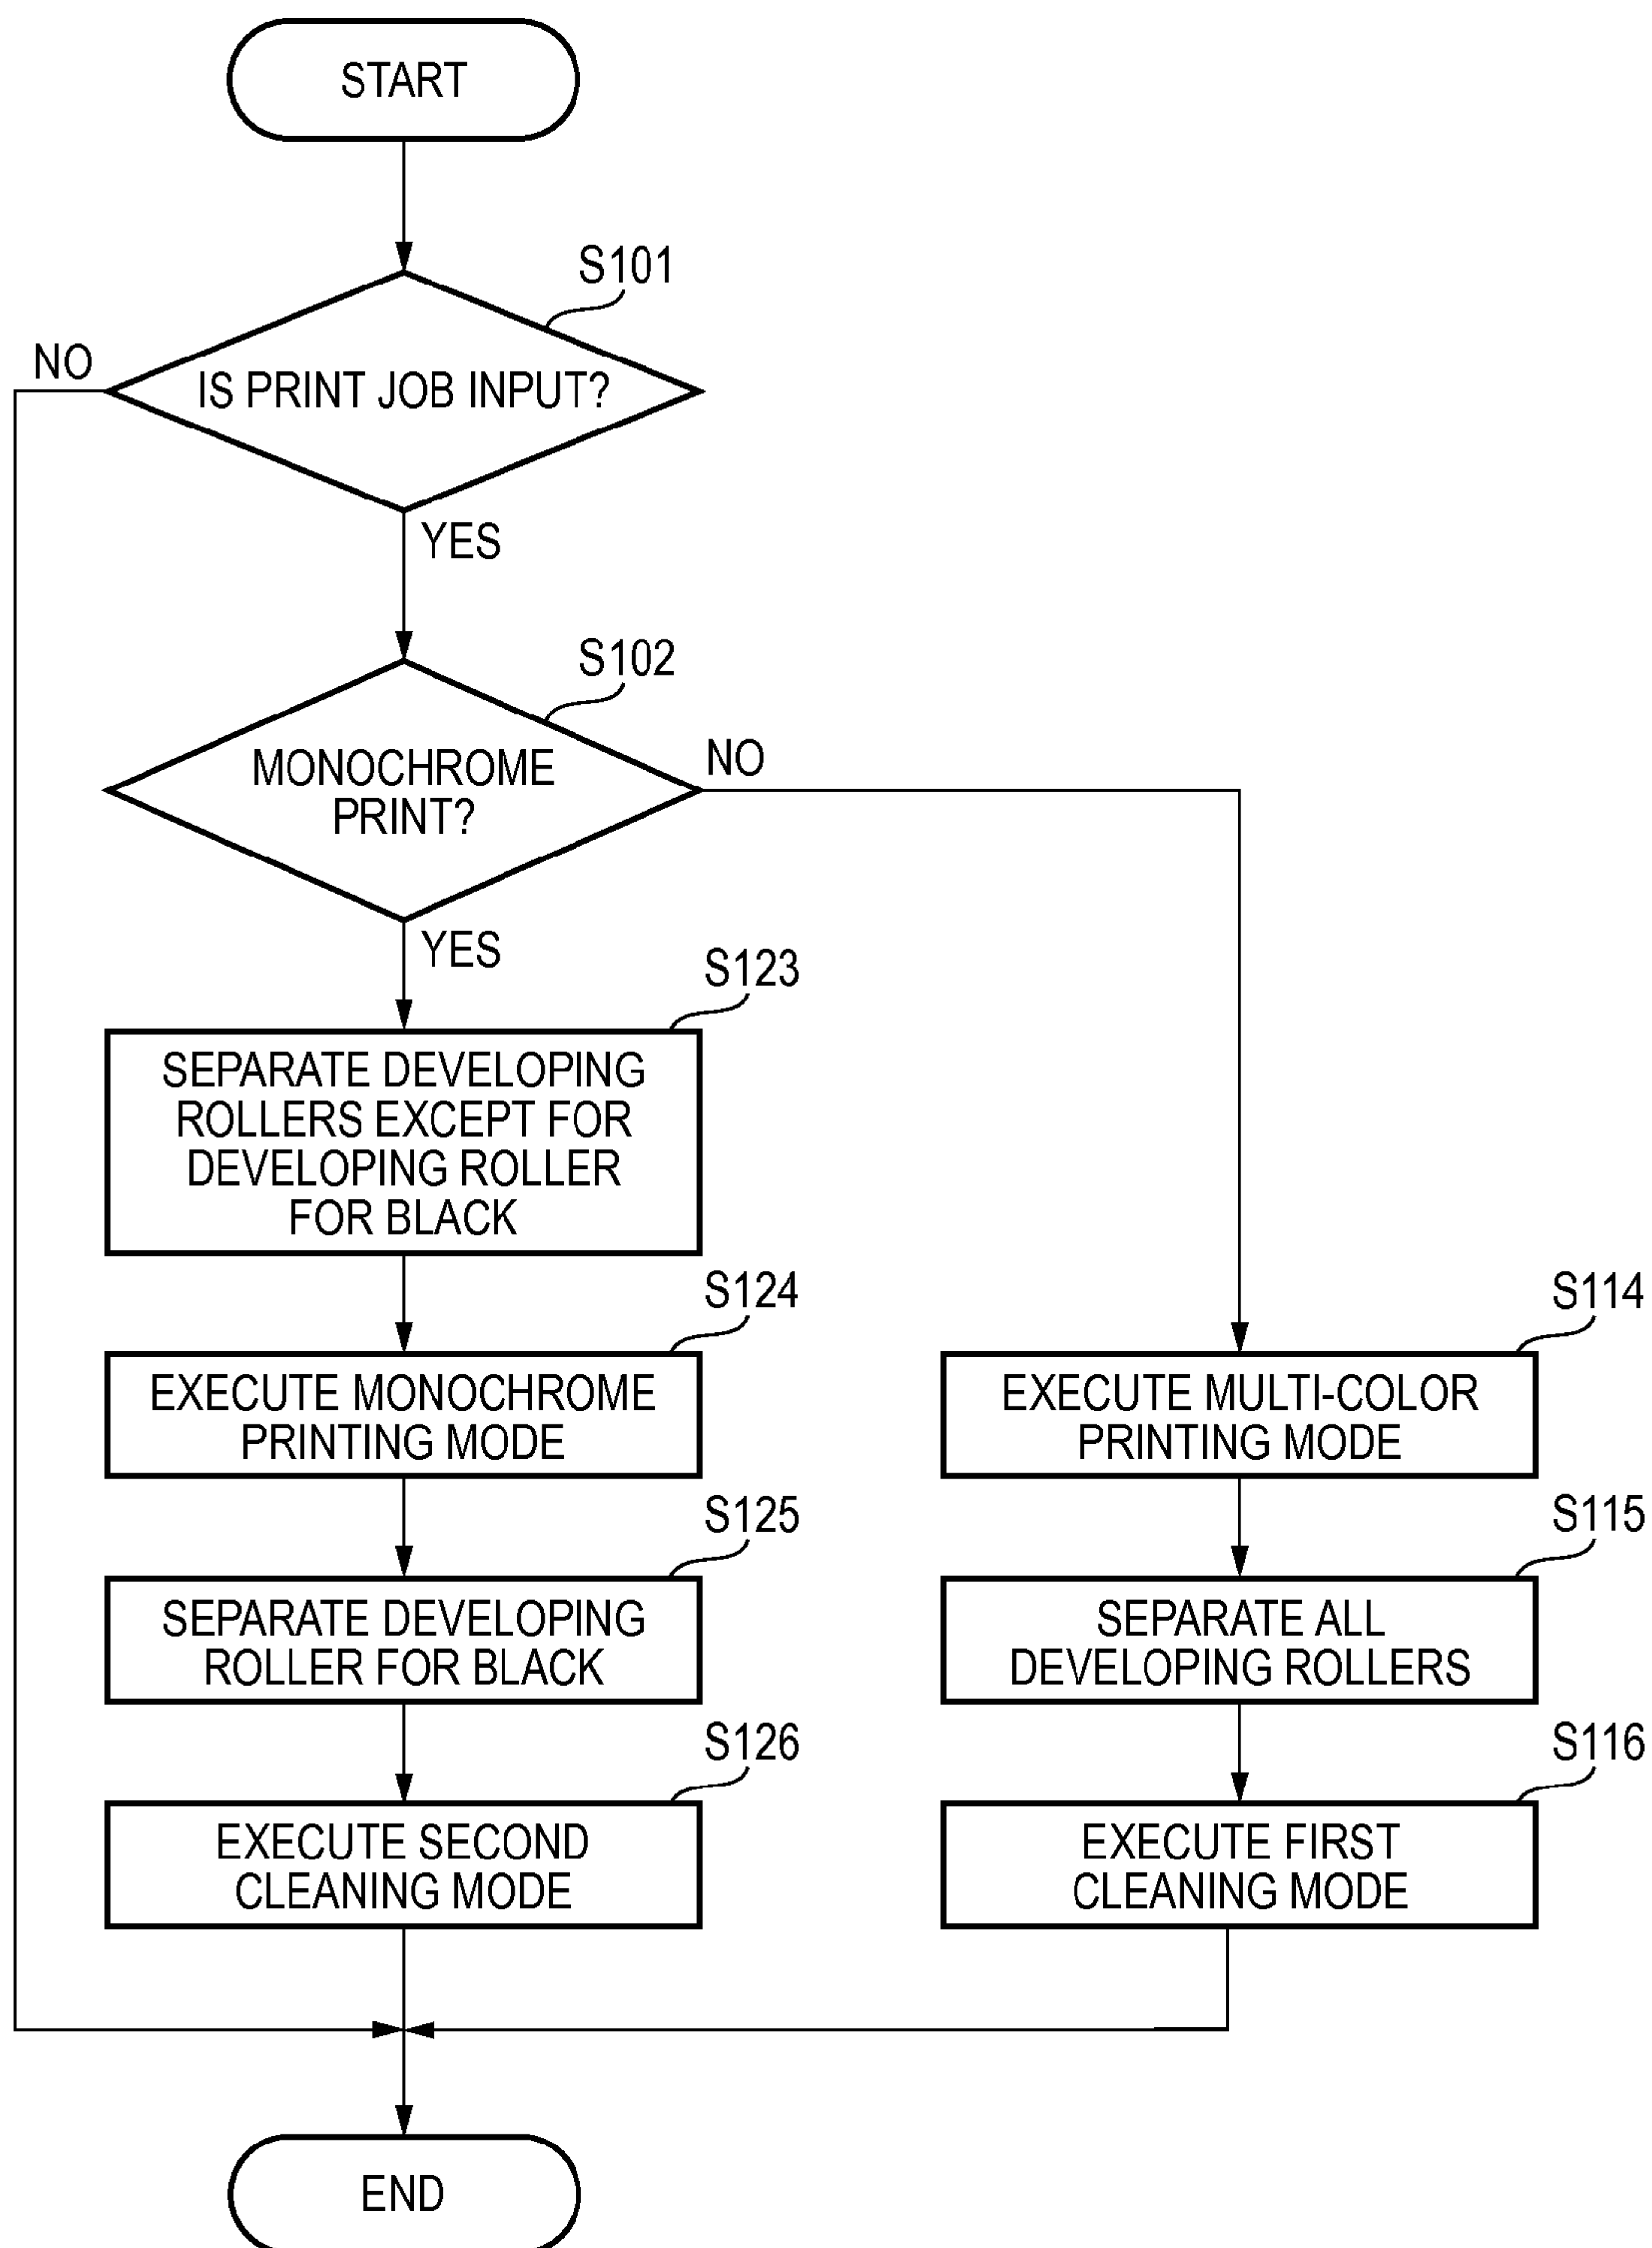 START
S101
NO
IS PRINT JOB INPUT?
YES
S102
MONOCHROME
PRINT?
NO
YES
S123
SEPARATE DEVELOPING
ROLLERS EXCEPT FOR
DEVELOPING ROLLER
FOR BLACK
S124
EXECUTE MONOCHROME
PRINTING MODE
S114
EXECUTE MULTI-COLOR
PRINTING MODE
S125
SEPARATE DEVELOPING
ROLLER FOR BLACK
S115
SEPARATE ALL
DEVELOPING ROLLERS
S126
EXECUTE SECOND
CLEANING MODE
S116
EXECUTE FIRST
CLEANING MODE
END